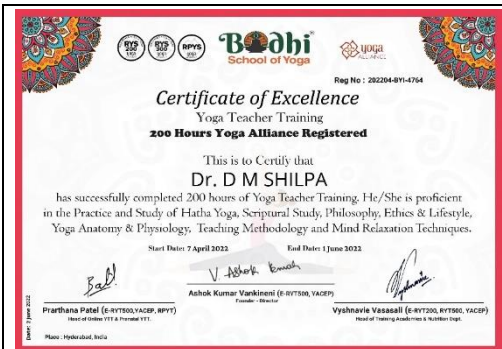 RYS 200 RYS 500 RPYS
Bodhi
School of Yoga
yoga
ALLIANCE
Reg No : 202204-BYI-4764
Certificate of Excellence
Yoga Teacher Training
200 Hours Yoga Alliance Registered
This is to Certify that
Dr. D M SHILPA
has successfully completed 200 hours of Yoga Teacher Training. He/She is proficient
in the Practice and Study of Hatha Yoga, Scriptural Study, Philosophy, Ethics & Lifestyle,
Yoga Anatomy & Physiology, Teaching Methodology and Mind Relaxation Techniques.
Start Date: 7 April 2022 End Date: 1 June 2022
V Ashok Kumar
Prarthana Patel (E-RYT500, YACEP, RPYT)
Head of Online YTT & Prenatal YTT.
Ashok Kumar Vankineni (E-RYT500, YACEP)
Founder - Director
Vyshnavie Vasasali (E-RYT200, RYT500, YACEP)
Head of Training Academics & Nutrition Dept.
Place : Hyderabad, India
Date: 3 June 2022